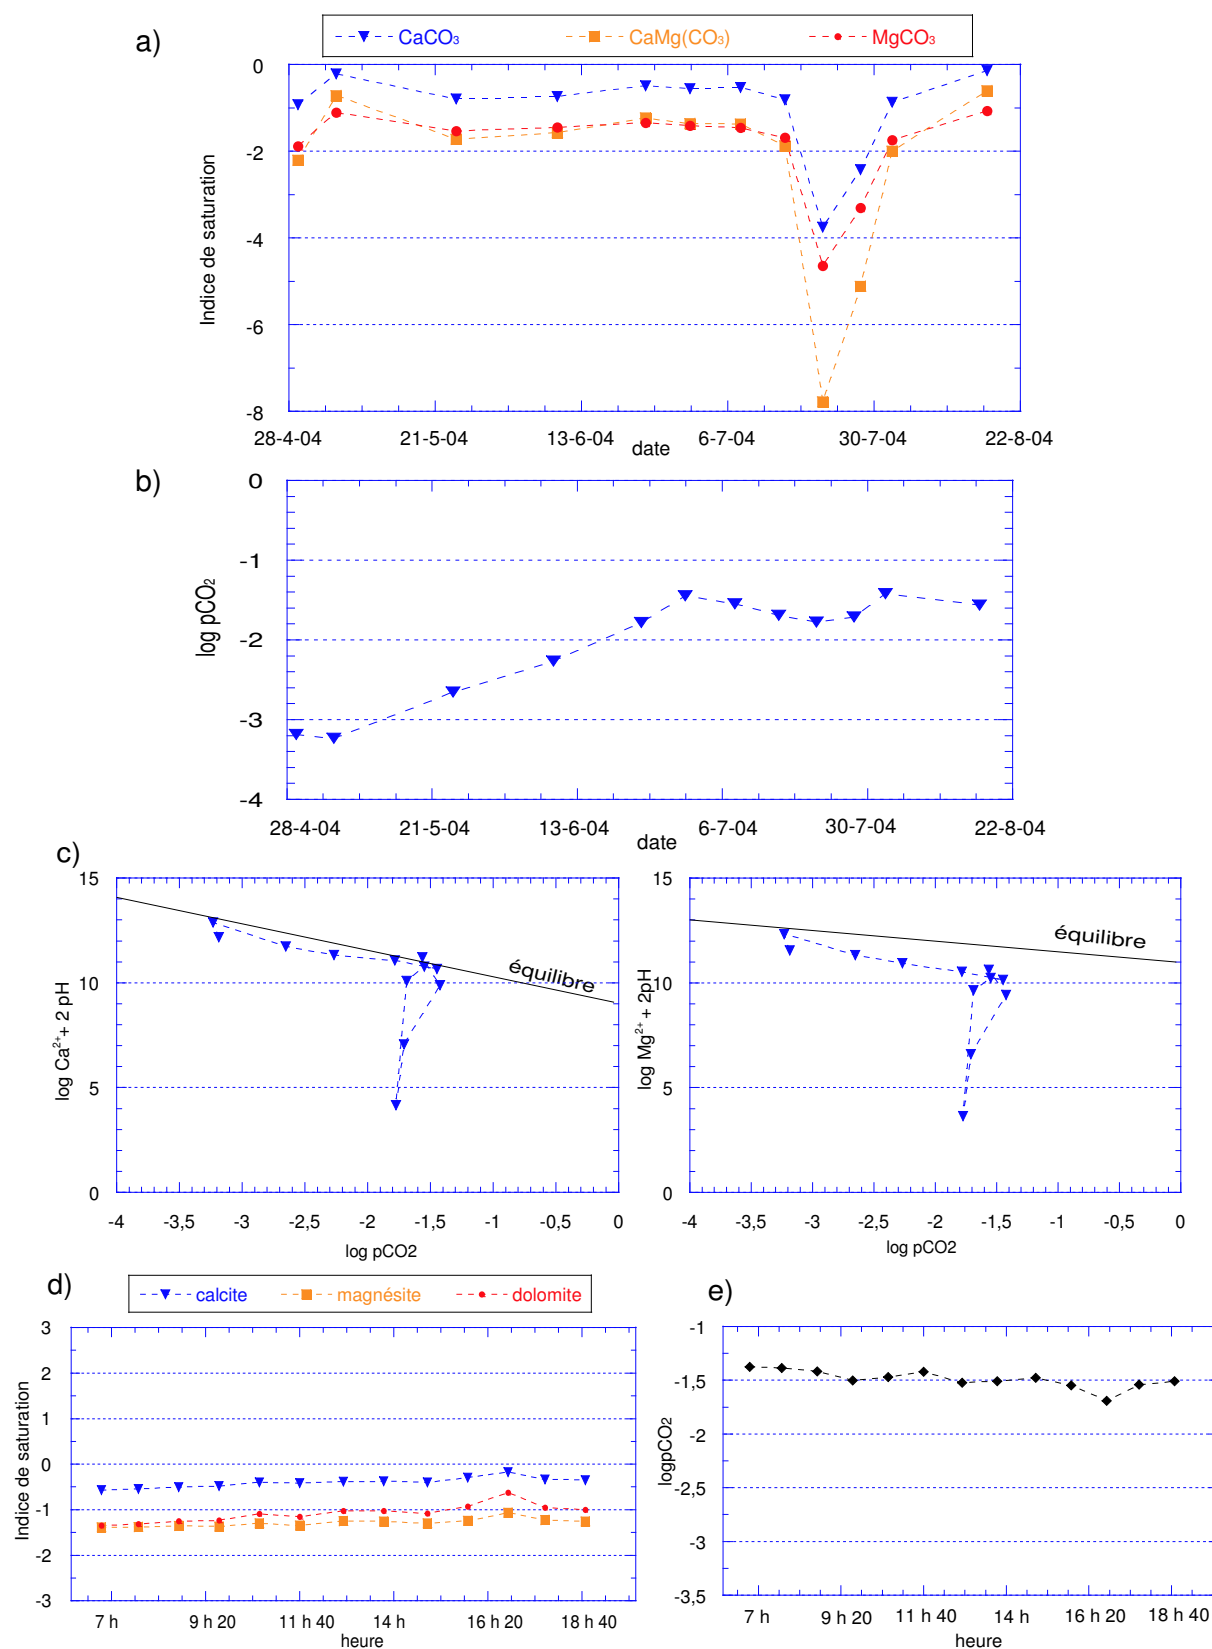 a)
CaCO₃ CaMg(CO₃) MgCO₃
0
-2
-4
-6
-8
Indice de saturation
28-4-04 21-5-04 13-6-04 6-7-04 30-7-04 22-8-04
date
b)
0
-1
-2
-3
-4
log pCO₂
28-4-04 21-5-04 13-6-04 6-7-04 30-7-04 22-8-04
date
c)
15
10
5
0
log Ca²⁺+ 2 pH
équilibre
-4 -3,5 -3 -2,5 -2 -1,5 -1 -0,5 0
log pCO2
15
10
5
0
log Mg²⁺ + 2pH
équilibre
-4 -3,5 -3 -2,5 -2 -1,5 -1 -0,5 0
log pCO2
d)
calcite magnésite dolomite
3
2
1
0
-1
-2
-3
Indice de saturation
7 h 9 h 20 11 h 40 14 h 16 h 20 18 h 40
heure
e)
-1
-1,5
-2
-2,5
-3
-3,5
logpCO₂
7 h 9 h 20 11 h 40 14 h 16 h 20 18 h 40
heure